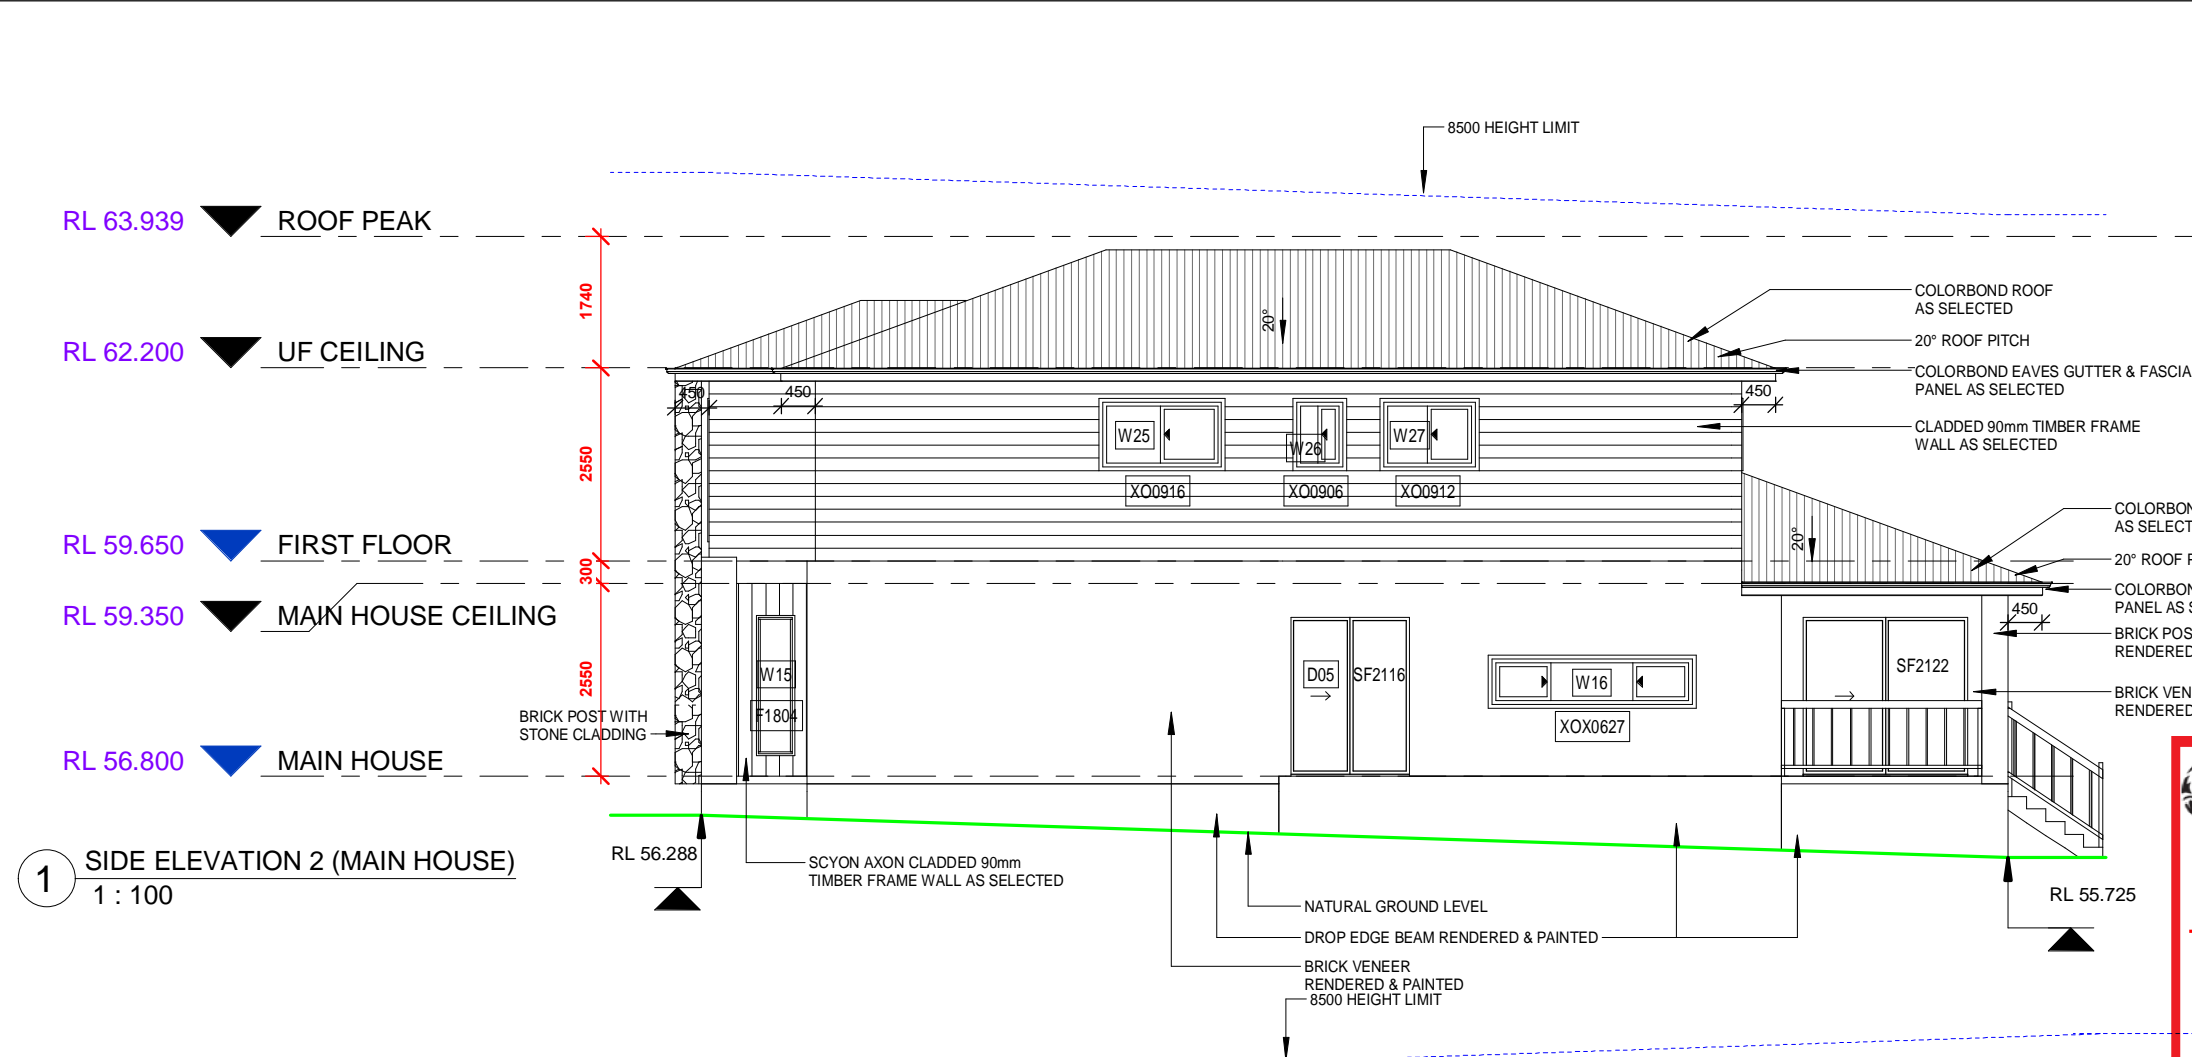 8500 HEIGHT LIMIT
RL 63.939 ROOF PEAK
1740
20°
COLORBOND ROOF
AS SELECTED
20° ROOF PITCH
RL 62.200 UF CEILING
COLORBOND EAVES GUTTER & FASCIA
PANEL AS SELECTED
450
450
450
CLADDED 90mm TIMBER FRAME
WALL AS SELECTED
2550
W25
W26
W27
XO0916
XO0906
XO0912
COLORBON
AS SELECT
20°
20° ROOF P
RL 59.650 FIRST FLOOR
300
COLORBON
PANEL AS S
450
RL 59.350 MAIN HOUSE CEILING
BRICK POS
RENDERED
2550
W15
F1804
D05
SF2116
W16
XOX0627
SF2122
BRICK VEN
RENDERED
BRICK POST WITH
STONE CLADDING
RL 56.800 MAIN HOUSE
1
SIDE ELEVATION 2 (MAIN HOUSE)
1 : 100
RL 56.288
SCYON AXON CLADDED 90mm
TIMBER FRAME WALL AS SELECTED
RL 55.725
NATURAL GROUND LEVEL
DROP EDGE BEAM RENDERED & PAINTED
BRICK VENEER
RENDERED & PAINTED
8500 HEIGHT LIMIT